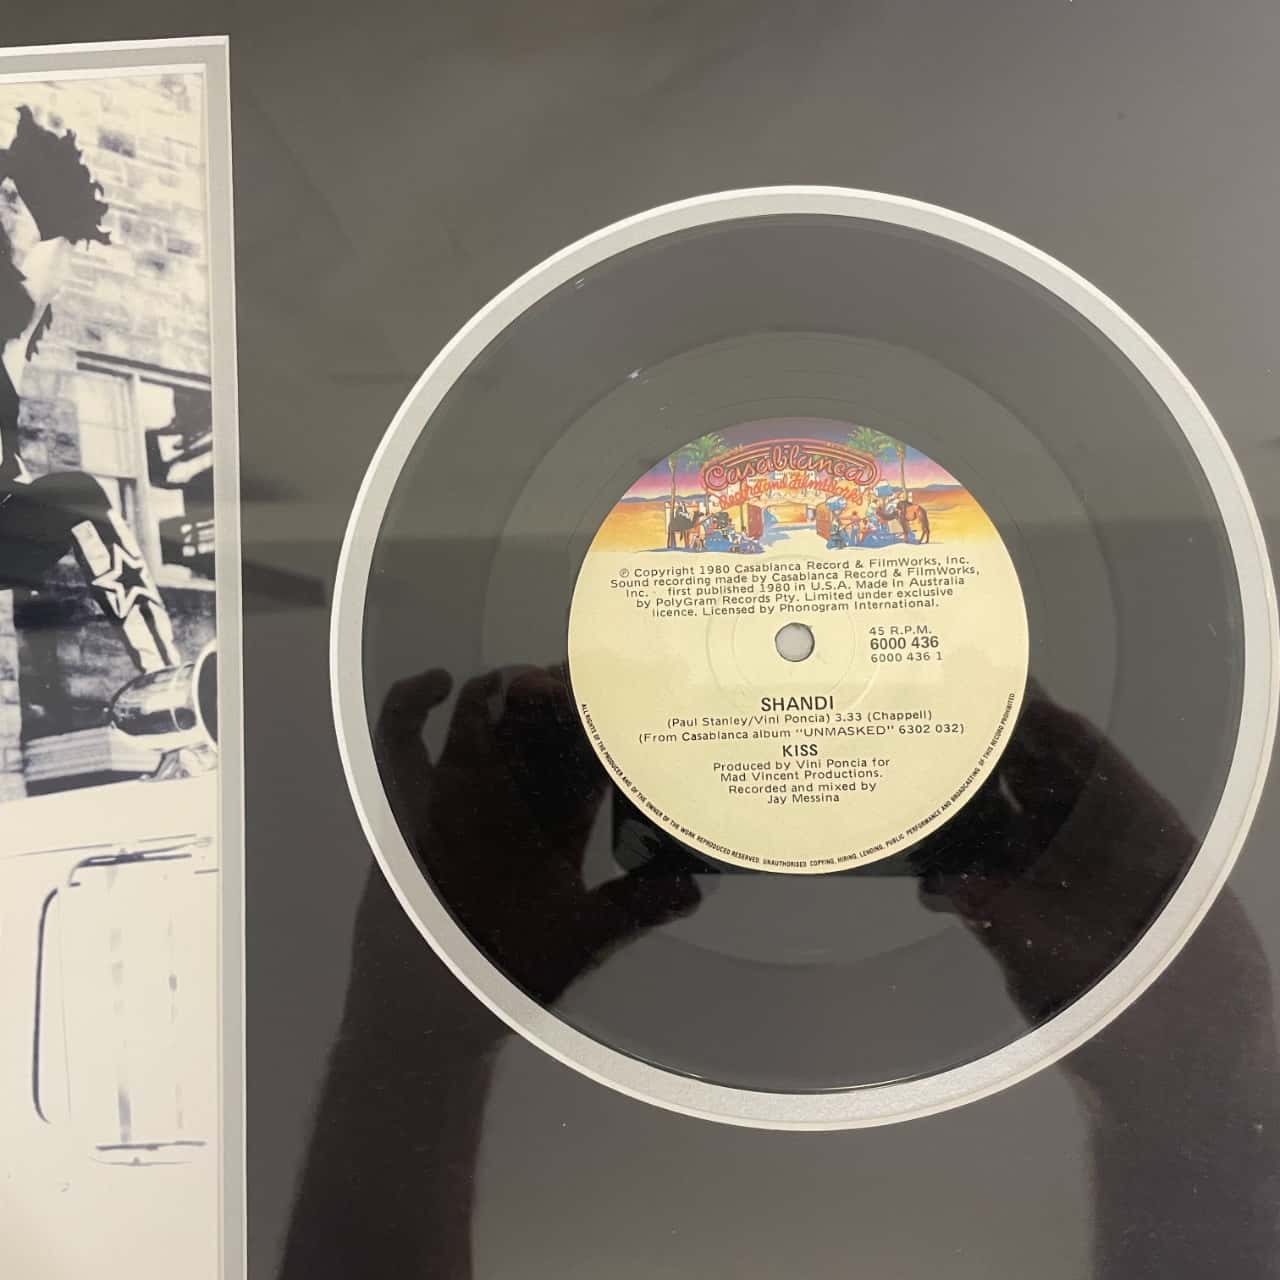 Casablanca
Record and FilmWorks
℗ Copyright 1980 Casablanca Record & FilmWorks, Inc.
Sound recording made by Casablanca Record & FilmWorks,
Inc. · first published 1980 in U.S.A. Made In Australia
by PolyGram Records Pty. Limited under exclusive
licence. Licensed by Phonogram International.
45 R.P.M.
6000 436
6000 436 1
SHANDI
(Paul Stanley/Vini Poncia) 3.33 (Chappell)
(From Casablanca album "UNMASKED" 6302 032)
KISS
Produced by Vini Poncia for
Mad Vincent Productions.
Recorded and mixed by
Jay Messina
ALL RIGHTS OF THE PRODUCER AND OF THE OWNER OF THE WORK REPRODUCED RESERVED. UNAUTHORISED COPYING, HIRING, LENDING, PUBLIC PERFORMANCE AND BROADCASTING OF THIS RECORD PROHIBITED